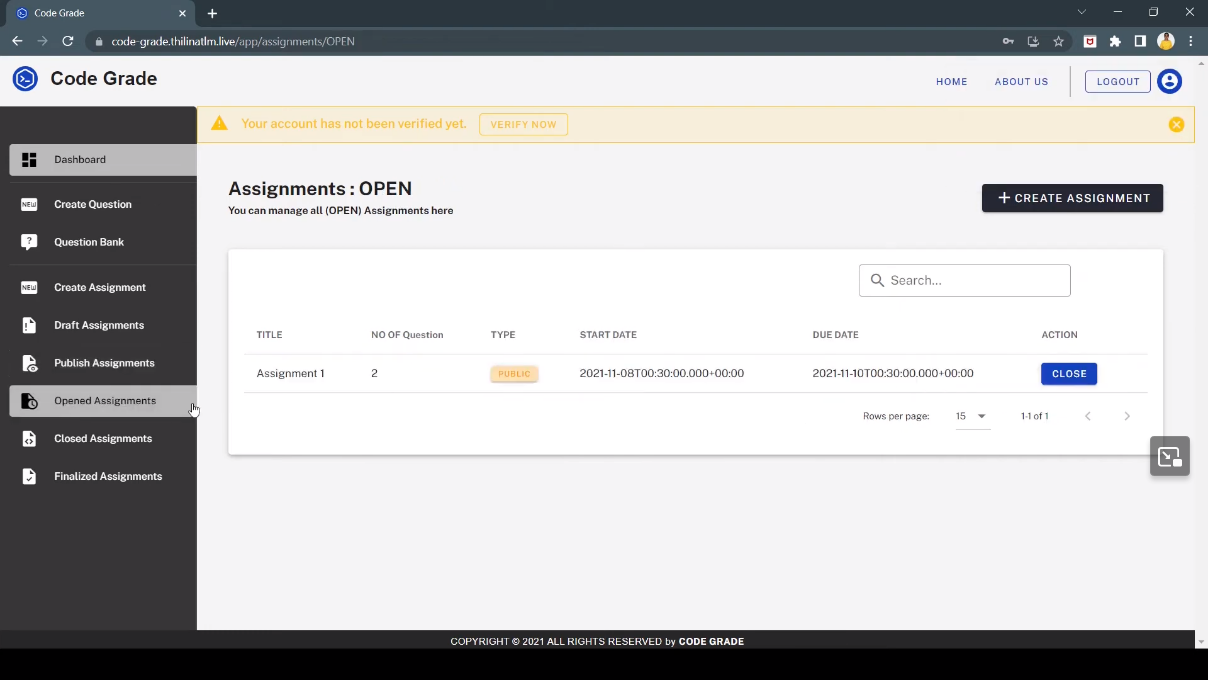 Code Grade
code-grade.thilinatlm.live/app/assignments/OPEN
Code Grade
HOME
ABOUT US
LOGOUT
Your account has not been verified yet.
VERIFY NOW
Dashboard
NEW Create Question
Question Bank
NEW Create Assignment
Draft Assignments
Publish Assignments
Opened Assignments
Closed Assignments
Finalized Assignments
Assignments : OPEN
You can manage all (OPEN) Assignments here
+ CREATE ASSIGNMENT
Search...
TITLE NO OF Question TYPE START DATE DUE DATE ACTION
Assignment 1 2 PUBLIC 2021-11-08T00:30:00.000+00:00 2021-11-10T00:30:00.000+00:00 CLOSE
Rows per page: 15 1-1 of 1
COPYRIGHT © 2021 ALL RIGHTS RESERVED by CODE GRADE